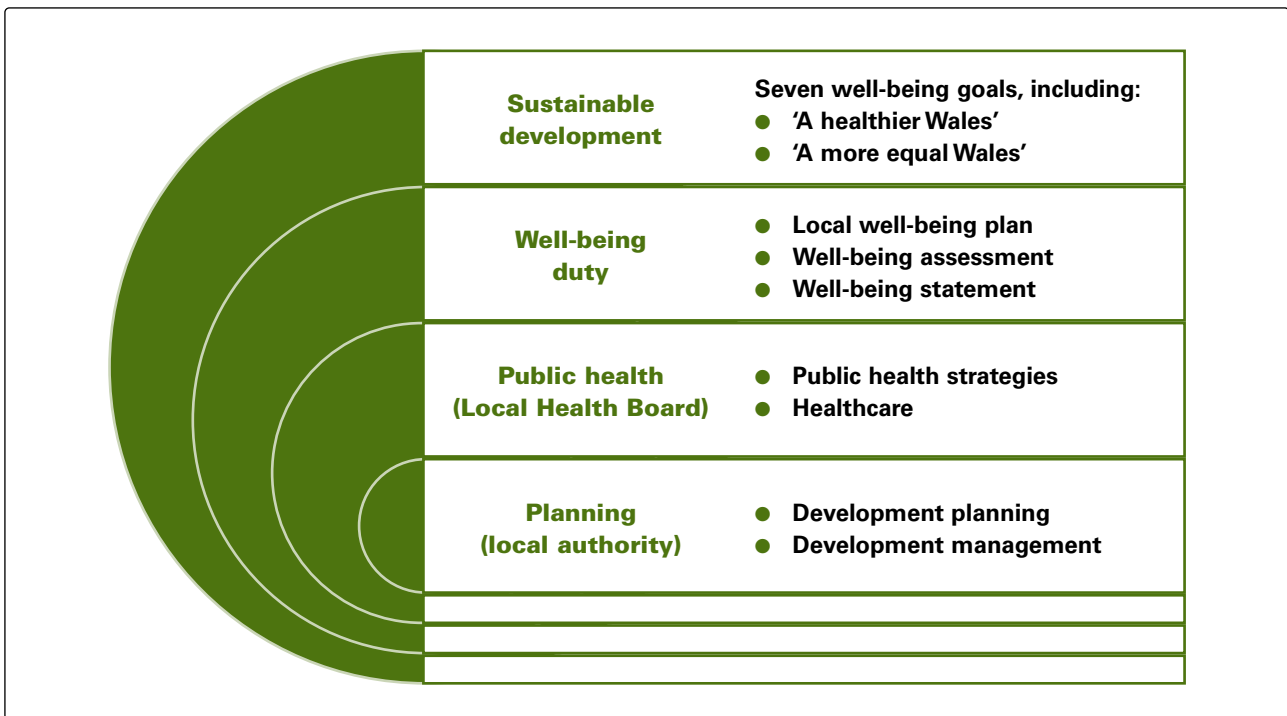 Sustainable
development
Seven well-being goals, including:
● ‘A healthier Wales’
● ‘A more equal Wales’
Well-being
duty
● Local well-being plan
● Well-being assessment
● Well-being statement
Public health
(Local Health Board)
● Public health strategies
● Healthcare
Planning
(local authority)
● Development planning
● Development management